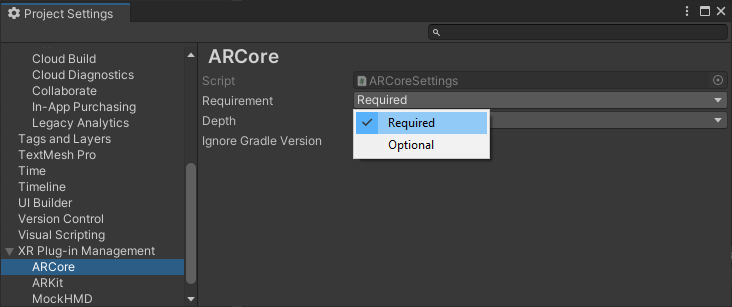 Project Settings
Cloud Build
Cloud Diagnostics
Collaborate
In-App Purchasing
Legacy Analytics
Tags and Layers
TextMesh Pro
Time
Timeline
UI Builder
Version Control
Visual Scripting
XR Plug-in Management
ARCore
ARKit
MockHMD
ARCore
Script ARCoreSettings
Requirement Required
Depth
Required
Ignore Gradle Version
Optional